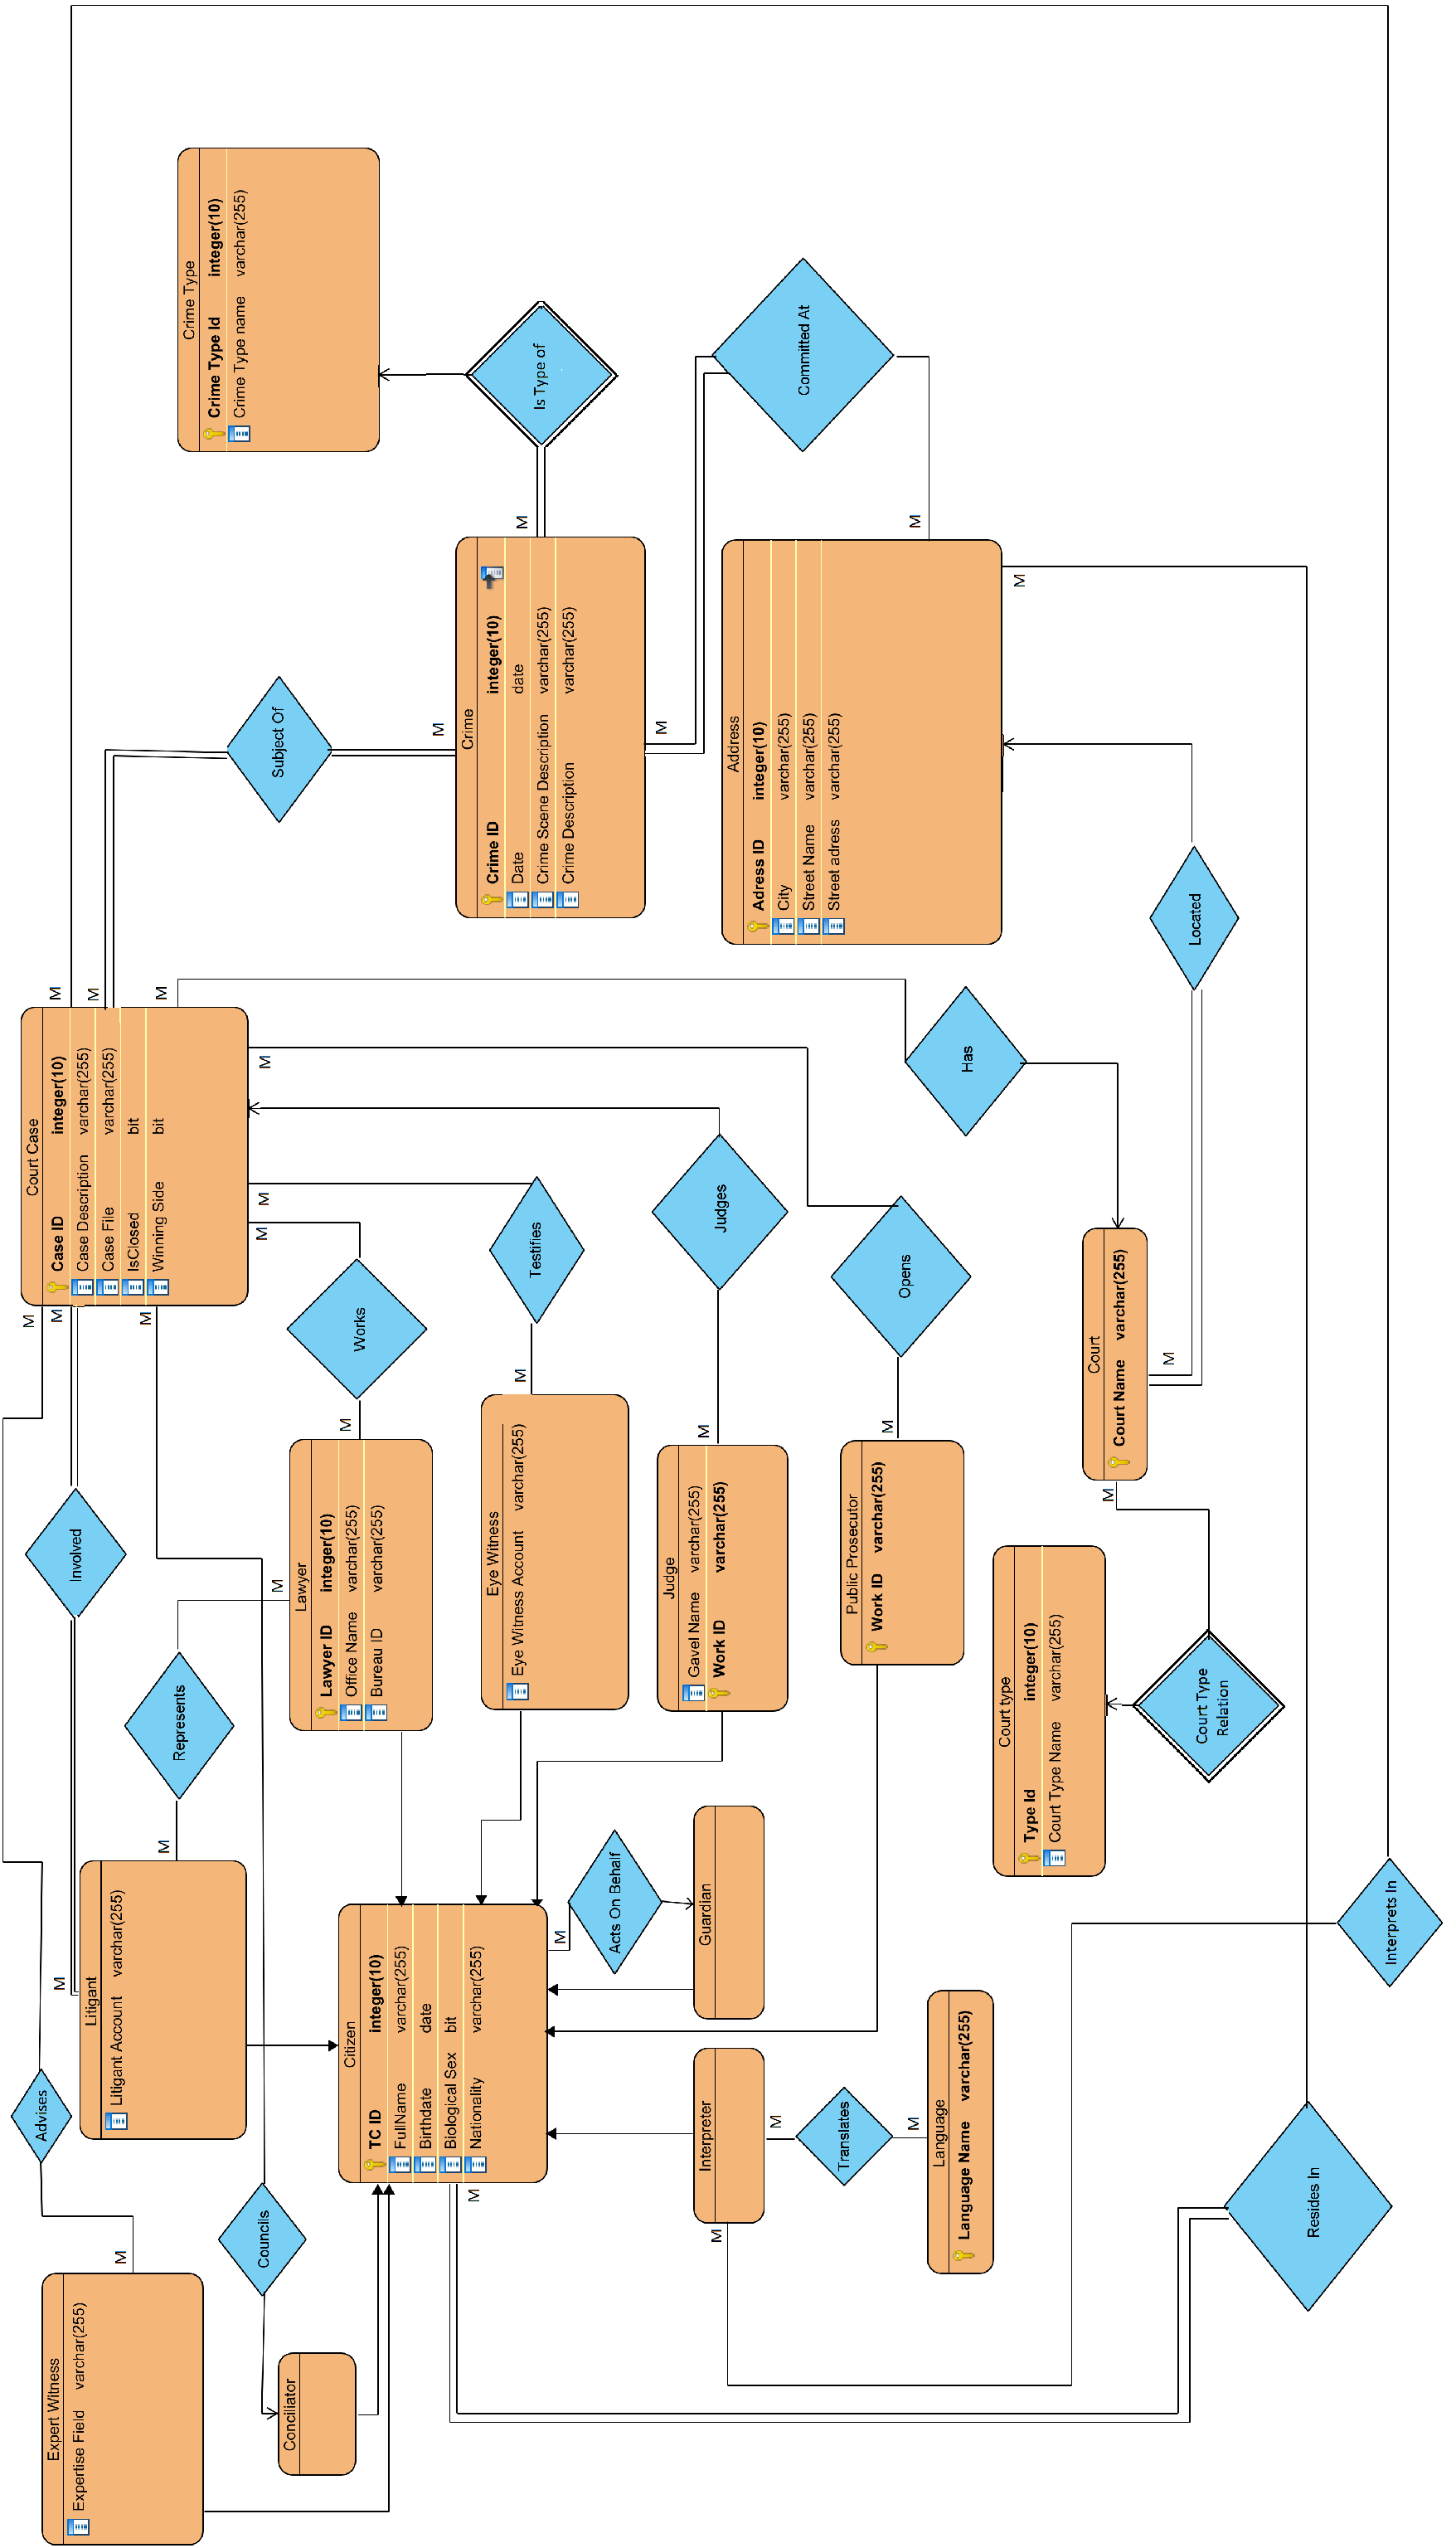 Expert Witness
Expertise Field varchar(255)
M
Advises
M
Conciliator
Councils
M
Litigant
Litigant Account varchar(255)
M
Involved
M
M
Represents
M
Court Case
Case ID integer(10)
Case Description varchar(255)
Case File varchar(255)
IsClosed bit
Winning Side bit
M
M
M
Lawyer
Lawyer ID integer(10)
Office Name varchar(255)
Bureau ID varchar(255)
M
Works
M
Eye Witness
Eye Witness Account varchar(255)
M
Testifies
M
Judge
Gavel Name varchar(255)
Work ID varchar(255)
M
Judges
Public Prosecutor
Work ID varchar(255)
M
Opens
M
Citizen
TC ID integer(10)
FullName varchar(255)
Birthdate date
Biological Sex bit
Nationality varchar(255)
M
M
Acts On Behalf
Guardian
Interpreter
M
M
Translates
M
Language
Language Name varchar(255)
Court type
Type Id integer(10)
Court Type Name varchar(255)
Court Type
Relation
M
Court
Court Name varchar(255)
M
Has
Located
Subject Of
M
Crime
Crime ID integer(10)
Date date
Crime Scene Description varchar(255)
Crime Description varchar(255)
M
M
Is Type of
Crime Type
Crime Type Id integer(10)
Crime Type name varchar(255)
Committed At
M
Address
Adress ID integer(10)
City varchar(255)
Street Name varchar(255)
Street adress varchar(255)
M
Resides In
Interprets In